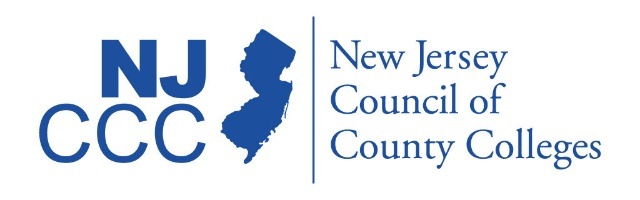 NJ
CCC
New Jersey
Council of
County Colleges